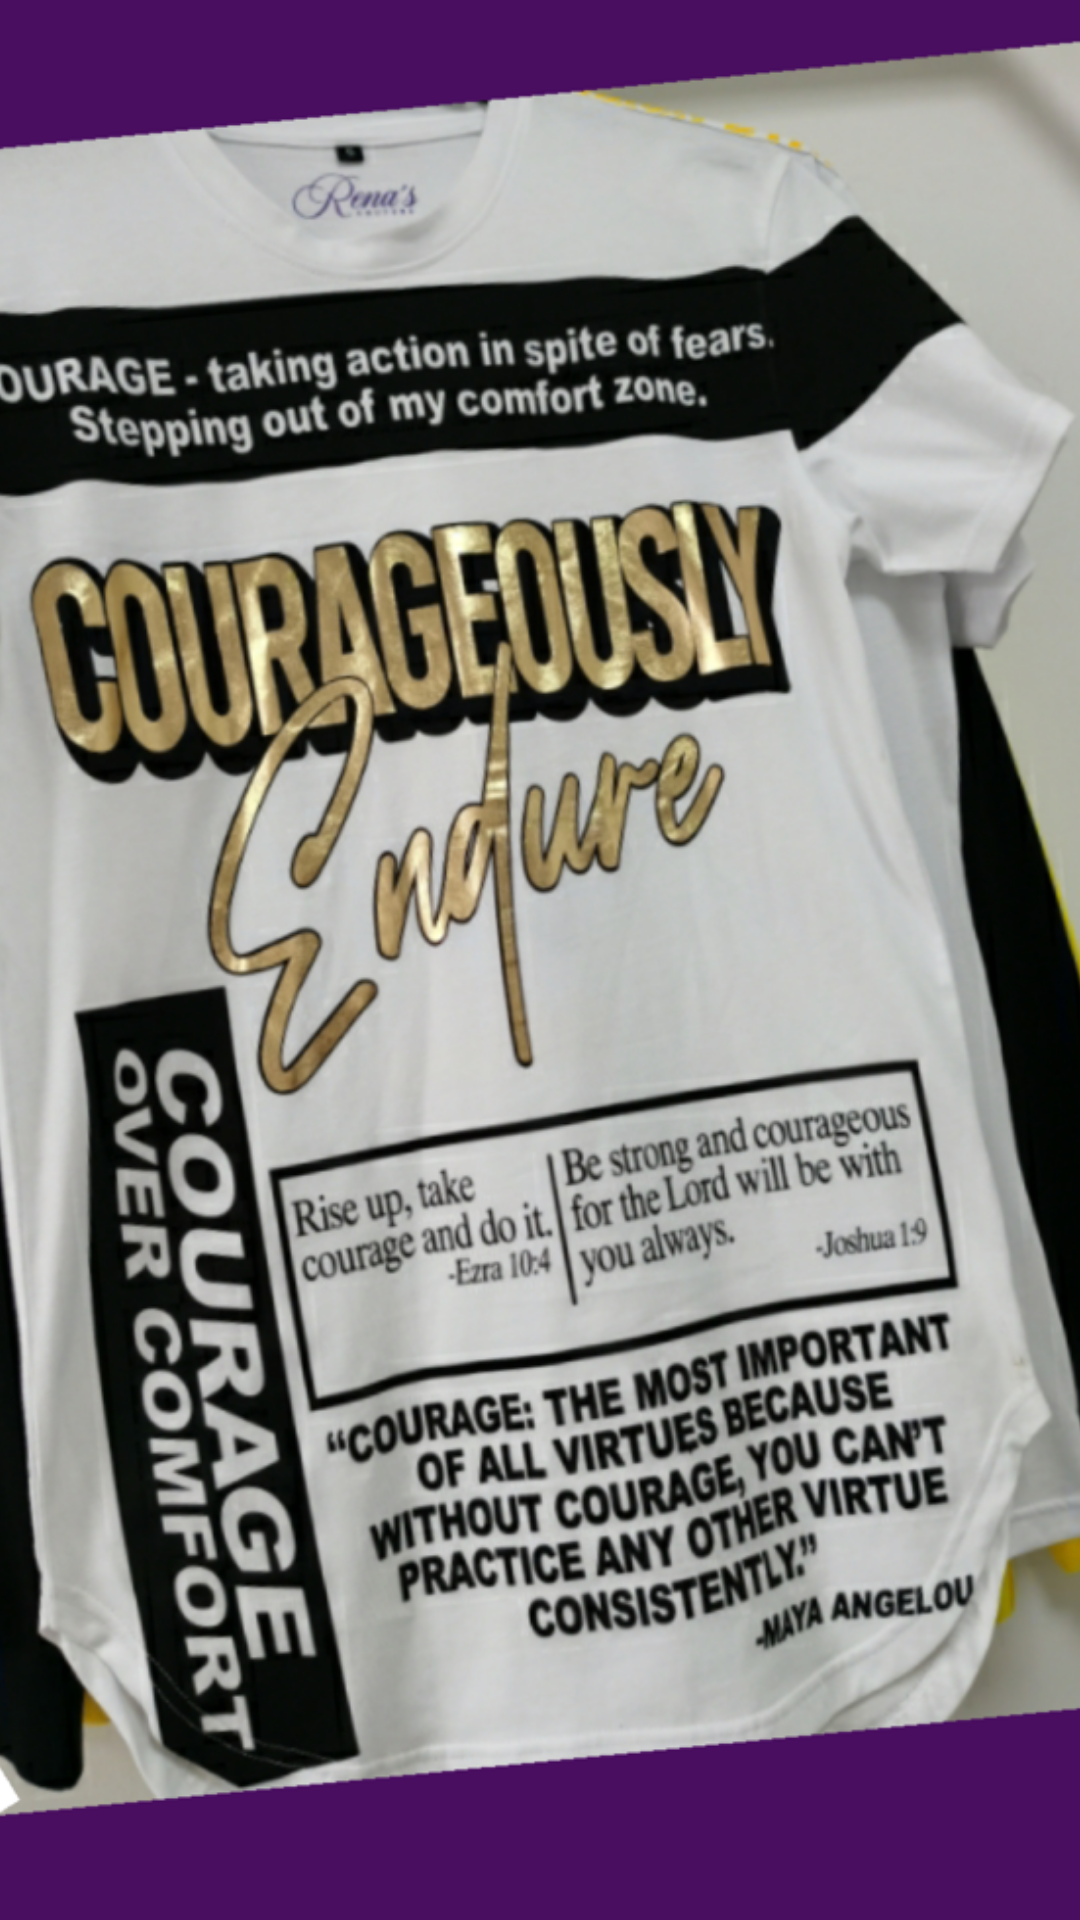 Rena's
OURAGE - taking action in spite of fears.
Stepping out of my comfort zone.
COURAGEOUSLY
Endure
COURAGE
OVER COMFORT
Rise up, take
courage and do it.
-Ezra 10:4
Be strong and courageous
for the Lord will be with
you always.
-Joshua 1:9
“COURAGE: THE MOST IMPORTANT
OF ALL VIRTUES BECAUSE
WITHOUT COURAGE, YOU CAN’T
PRACTICE ANY OTHER VIRTUE
CONSISTENTLY.”
-MAYA ANGELOU